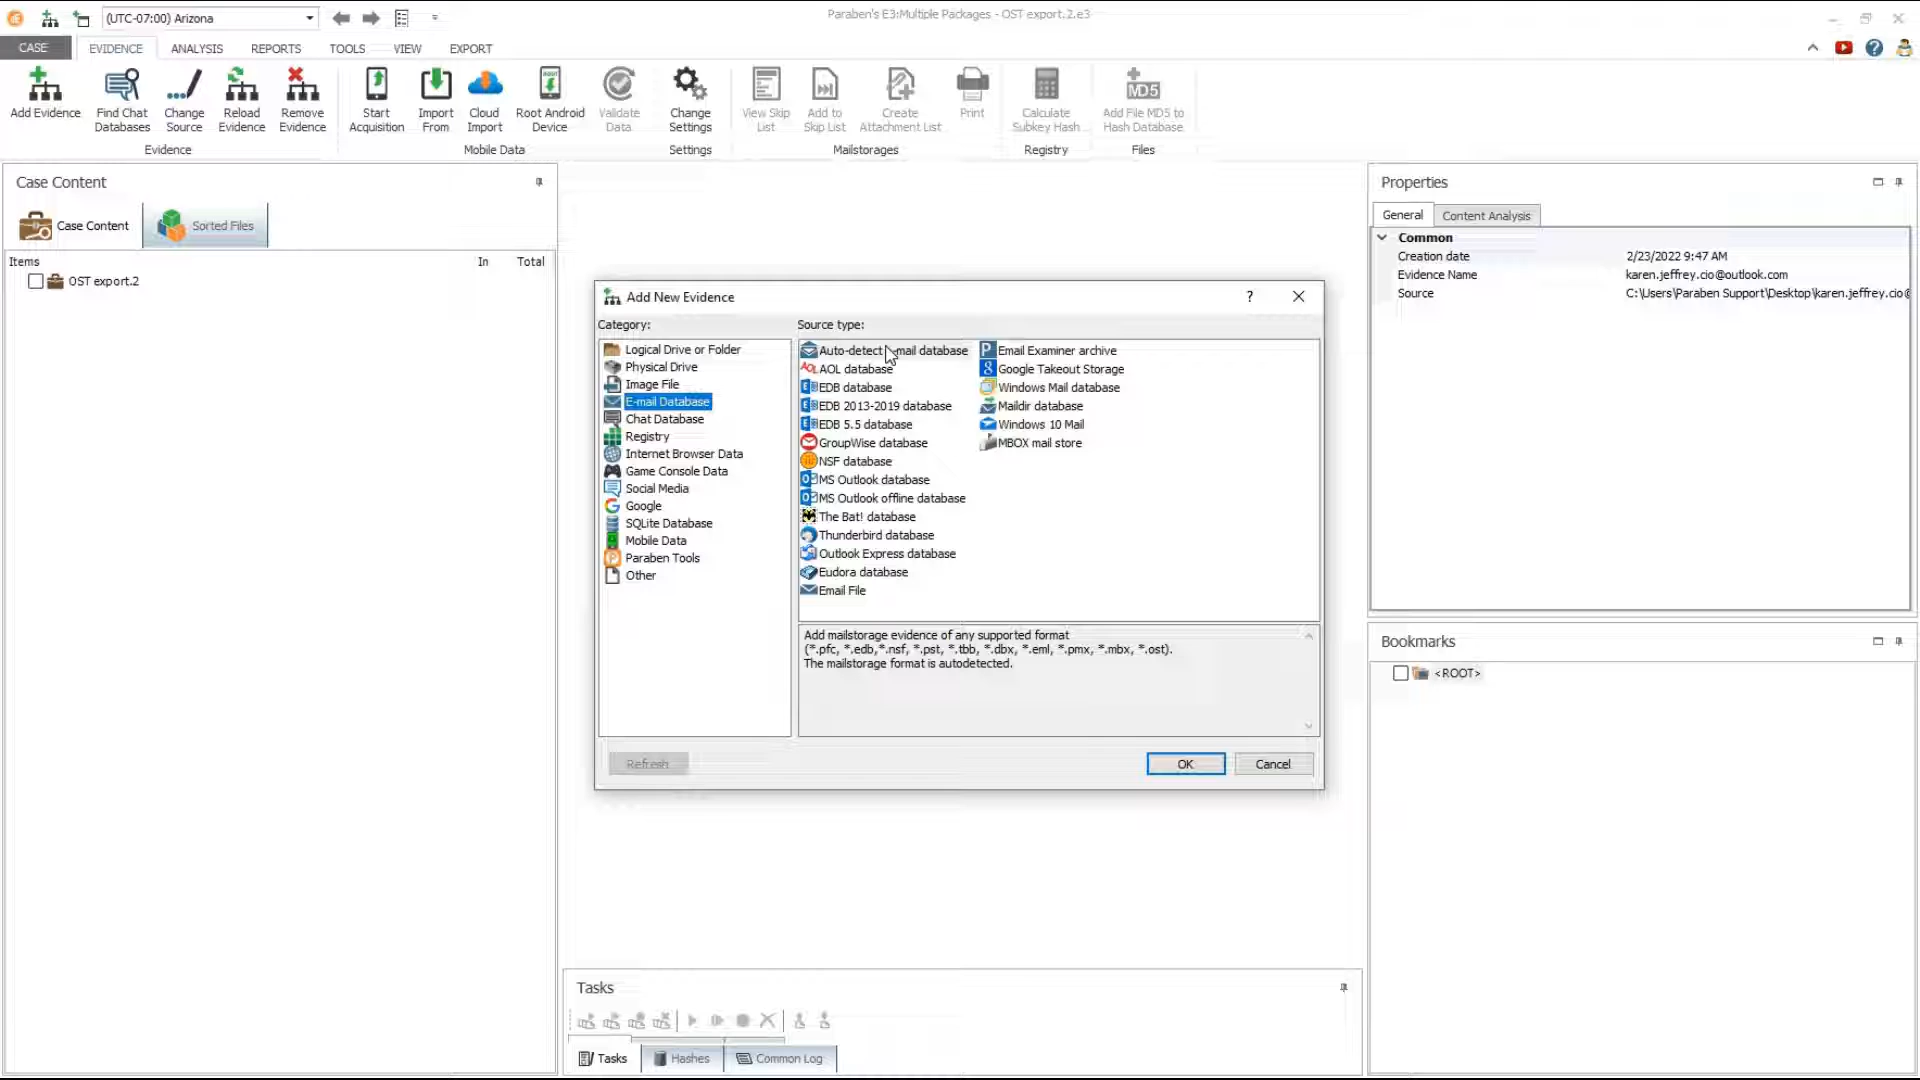 (UTC-07:00) Arizona
Paraben's E3:Multiple Packages - OST export.2.e3
CASE EVIDENCE ANALYSIS REPORTS TOOLS VIEW EXPORT
Add Evidence
Find Chat Databases
Change Source
Reload Evidence
Remove Evidence
Start Acquisition
Import From
Cloud Import
Root Android Device
Validate Data
Change Settings
View Skip List
Add to Skip List
Create Attachment List
Print
Calculate Subkey Hash
MD5
Add File MD5 to Hash Database
Evidence Mobile Data Settings Mailstorages Registry Files
Case Content
Case Content Sorted Files
Items In Total
OST export.2
Add New Evidence ?
Category:
Logical Drive or Folder
Physical Drive
Image File
E-mail Database
Chat Database
Registry
Internet Browser Data
Game Console Data
Social Media
Google
SQLite Database
Mobile Data
Paraben Tools
Other
Source type:
Auto-detect -mail database
AOL database
EDB database
EDB 2013-2019 database
EDB 5.5 database
GroupWise database
NSF database
MS Outlook database
MS Outlook offline database
The Bat! database
Thunderbird database
Outlook Express database
Eudora database
Email File
Email Examiner archive
Google Takeout Storage
Windows Mail database
Maildir database
Windows 10 Mail
MBOX mail store
Add mailstorage evidence of any supported format
(*.pfc, *.edb,*.nsf, *.pst, *.tbb, *.dbx, *.eml, *.pmx, *.mbx, *.ost).
The mailstorage format is autodetected.
Refresh OK Cancel
Properties
General Content Analysis
Common
Creation date 2/23/2022 9:47 AM
Evidence Name karen.jeffrey.cio@outlook.com
Source C:\Users\Paraben Support\Desktop\karen.jeffrey.cio@
Bookmarks
<ROOT>
Tasks
Tasks Hashes Common Log